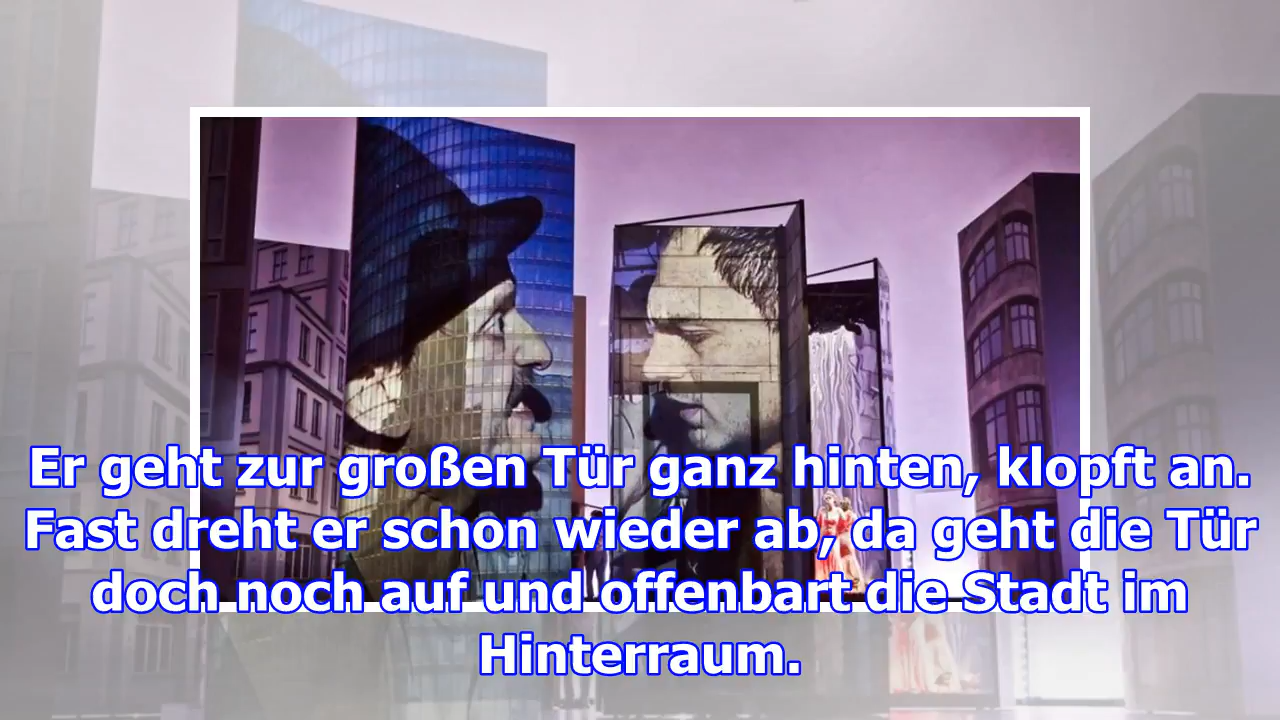 Er geht zur großen Tür ganz hinten, klopft an.
Fast dreht er schon wieder ab, da geht die Tür
doch noch auf und offenbart die Stadt im
Hinterraum.